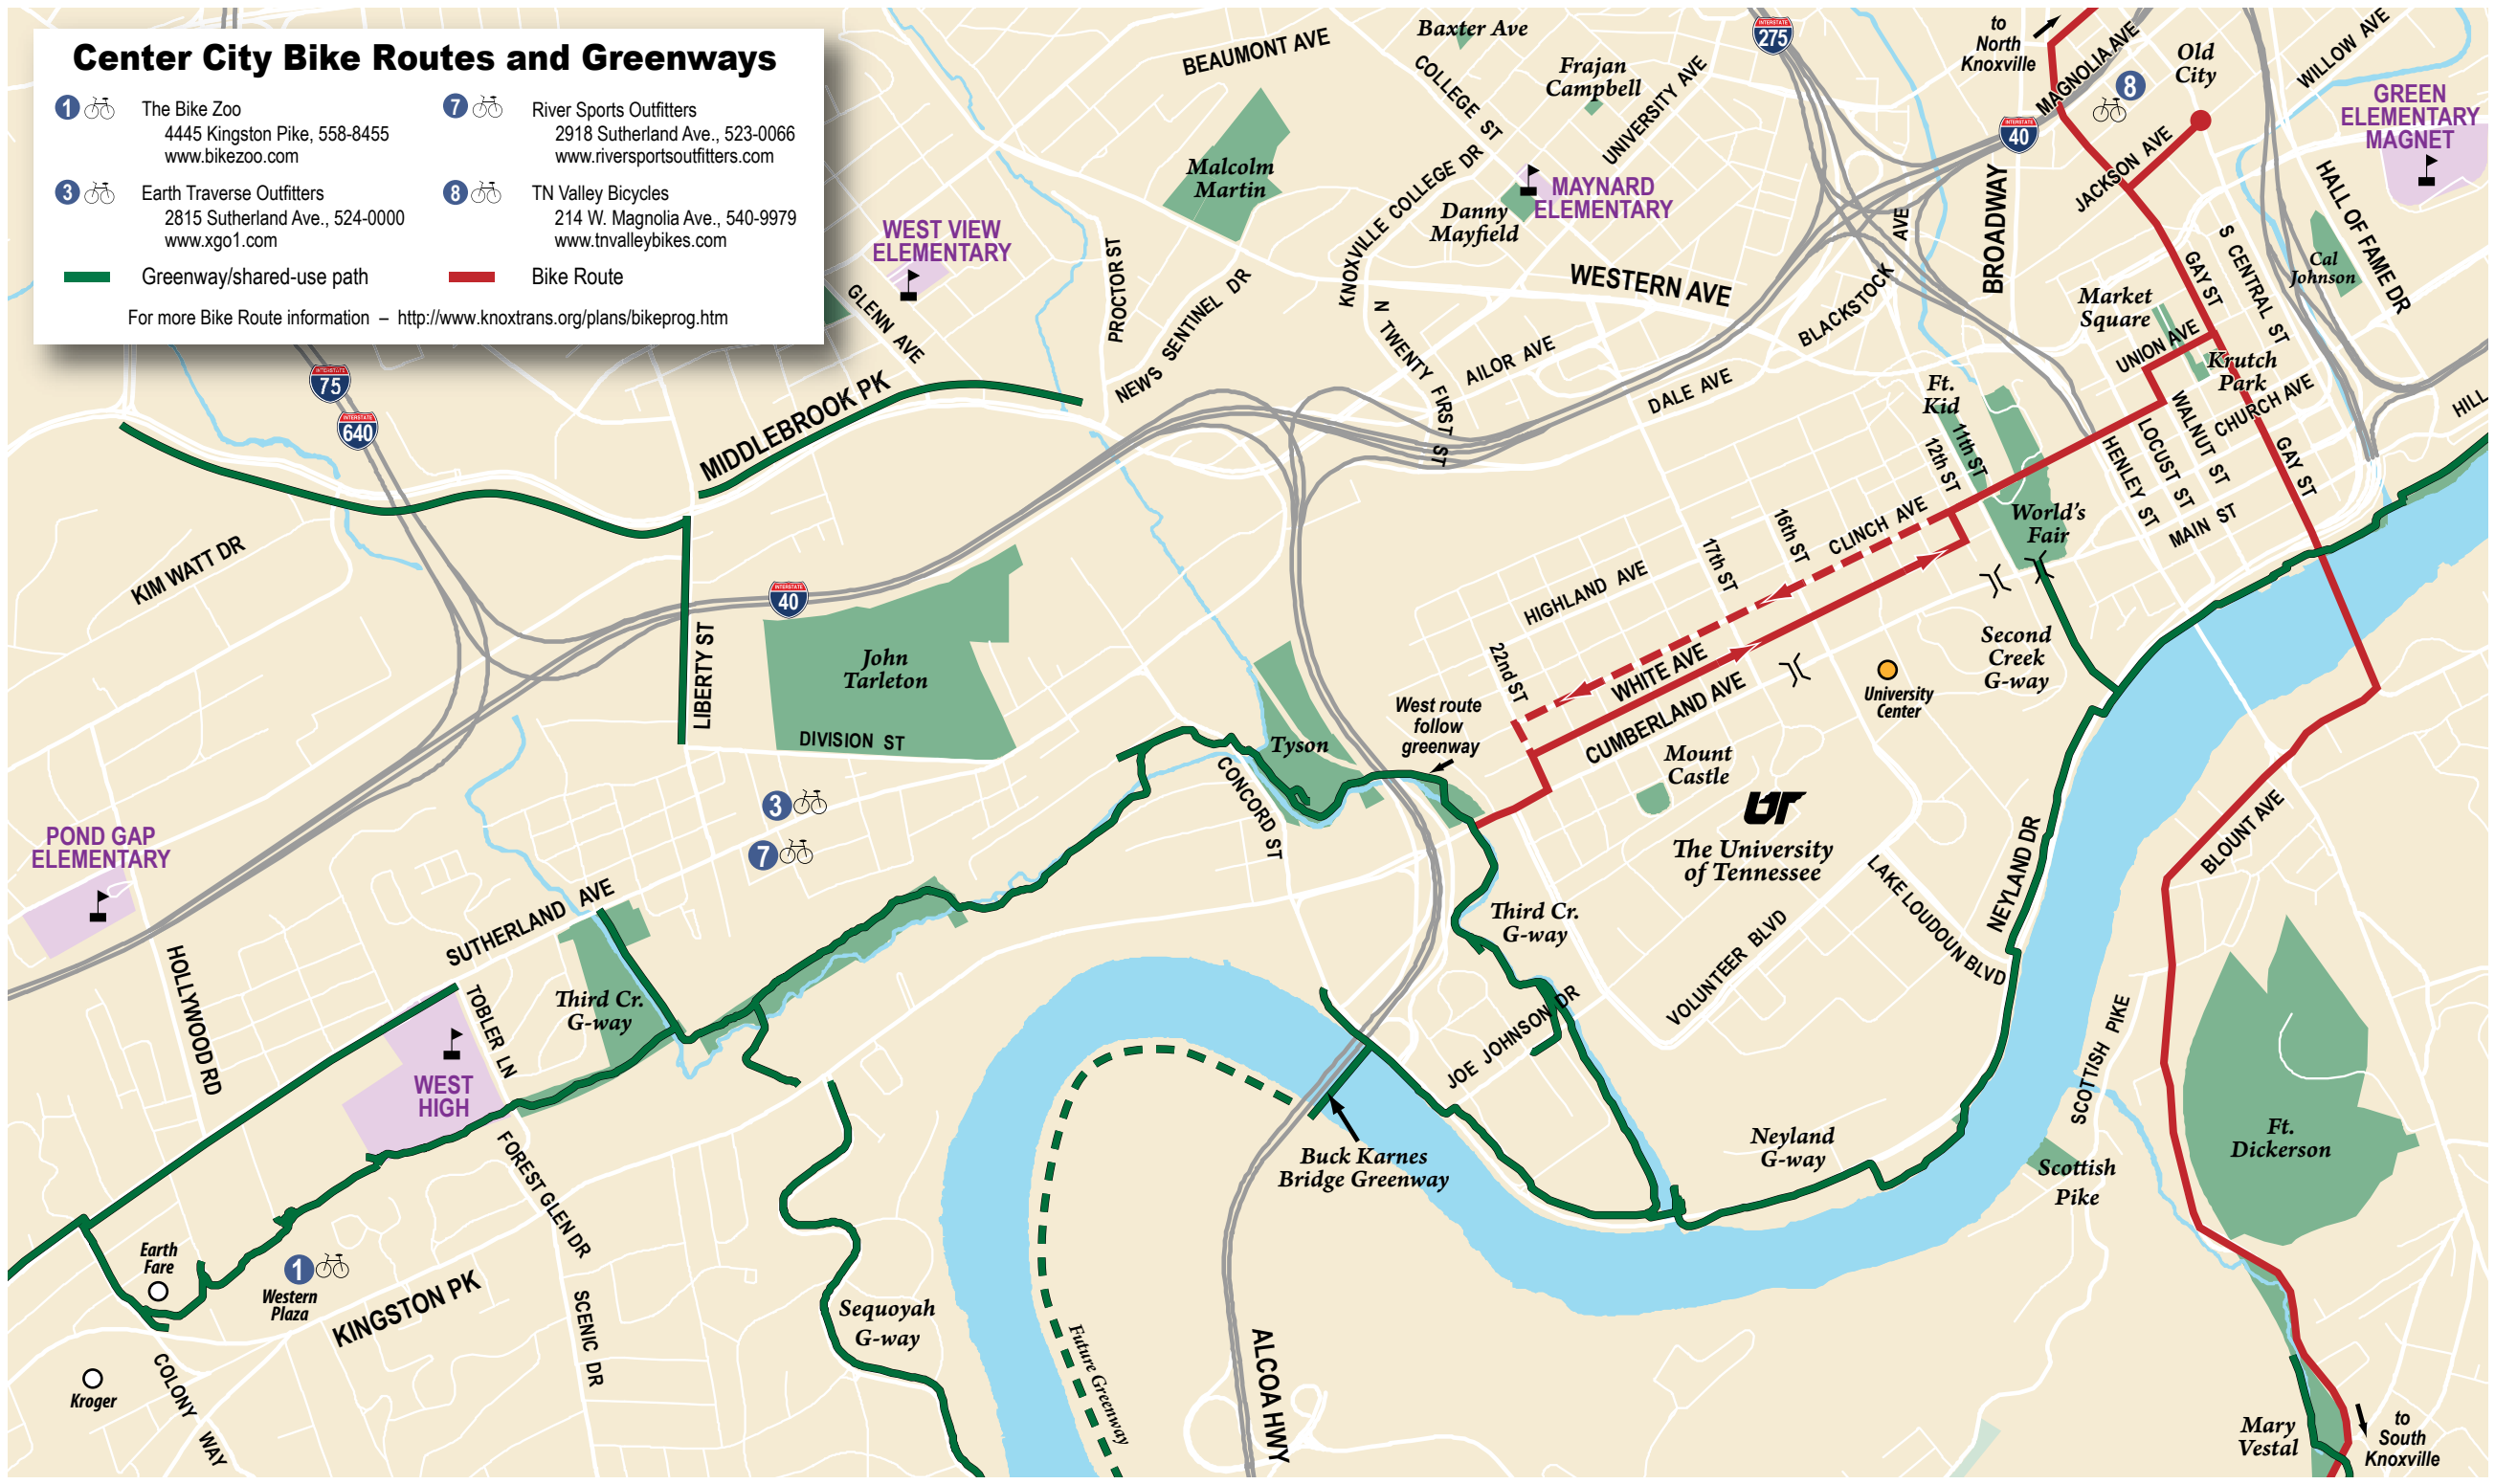 Center City Bike Routes and Greenways
1 The Bike Zoo
4445 Kingston Pike, 558-8455
www.bikezoo.com
3 Earth Traverse Outfitters
2815 Sutherland Ave., 524-0000
www.xgo1.com
7 River Sports Outfitters
2918 Sutherland Ave., 523-0066
www.riversportsoutfitters.com
8 TN Valley Bicycles
214 W. Magnolia Ave., 540-9979
www.tnvalleybikes.com
Greenway/shared-use path
Bike Route
For more Bike Route information – http://www.knoxtrans.org/plans/bikeprog.htm
BEAUMONT AVE
Baxter Ave
COLLEGE ST
Frajan
Campbell
UNIVERSITY AVE
INTERSTATE
275
to
North
Knoxville
MAGNOLIA AVE
Old
City
8
WILLOW AVE
GREEN
ELEMENTARY
MAGNET
INTERSTATE
40
JACKSON AVE
HALL OF FAME DR
Malcolm
Martin
KNOXVILLE COLLEGE DR
MAYNARD
ELEMENTARY
Danny
Mayfield
WEST VIEW
ELEMENTARY
PROCTOR ST
NEWS SENTINEL DR
GLENN AVE
WESTERN AVE
BLACKSTOCK
AVE
BROADWAY
S CENTRAL ST
GAY ST
Cal
Johnson
Market
Square
UNION AVE
Krutch
Park
N TWENTY FIRST ST
AILOR AVE
DALE AVE
Ft.
Kid
12th ST
11th ST
HENLEY ST
LOCUST ST
WALNUT ST
CHURCH AVE
GAY ST
MAIN ST
HILL
INTERSTATE
75
INTERSTATE
640
MIDDLEBROOK PK
KIM WATT DR
INTERSTATE
40
LIBERTY ST
John
Tarleton
DIVISION ST
HIGHLAND AVE
17th ST
16th ST
CLINCH AVE
World's
Fair
22nd ST
WHITE AVE
CUMBERLAND AVE
Second
Creek
G-way
University
Center
West route
follow
greenway
Tyson
CONCORD ST
Mount
Castle
UT
The University
of Tennessee
3
7
POND GAP
ELEMENTARY
SUTHERLAND AVE
HOLLYWOOD RD
TOBLER LN
Third Cr.
G-way
WEST
HIGH
Third Cr.
G-way
JOE JOHNSON DR
VOLUNTEER BLVD
LAKE LOUDOUN BLVD
NEYLAND DR
BLOUNT AVE
SCOTTISH PIKE
Ft.
Dickerson
Scottish
Pike
Neyland
G-way
Buck Karnes
Bridge Greenway
FOREST GLEN DR
SCENIC DR
Earth
Fare
1
Western
Plaza
KINGSTON PK
Kroger
COLONY WAY
Sequoyah
G-way
Future Greenway
ALCOA HWY
Mary
Vestal
to
South
Knoxville